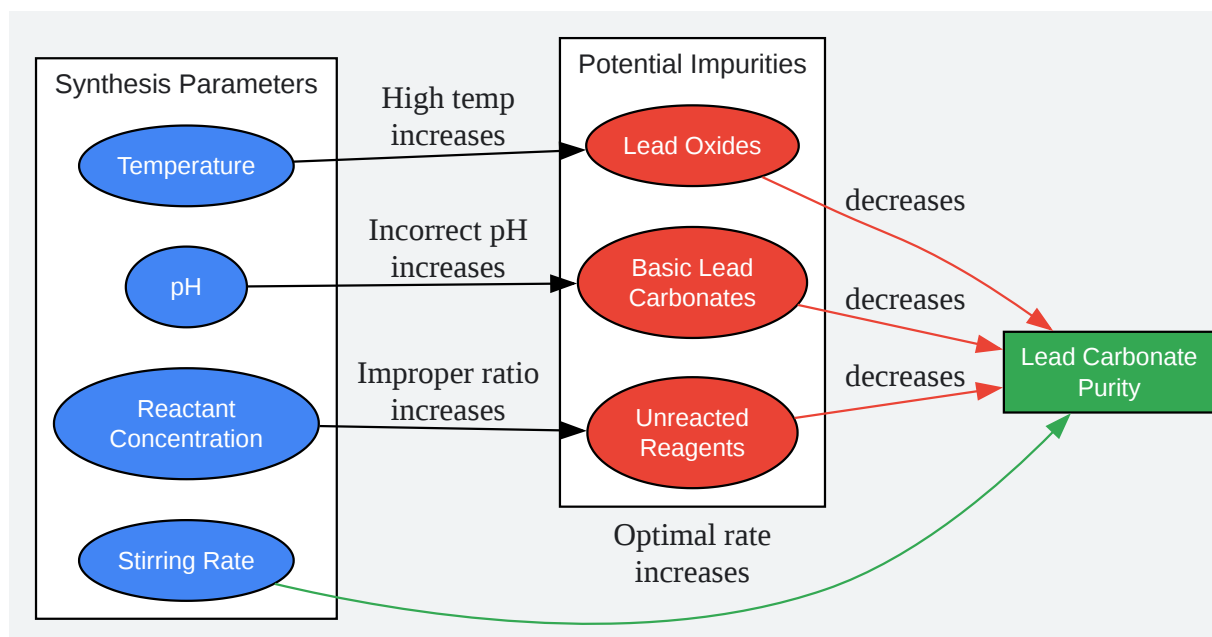 Synthesis Parameters
Temperature
pH
Reactant
Concentration
Stirring Rate
High temp
increases
Incorrect pH
increases
Improper ratio
increases
Potential Impurities
Lead Oxides
Basic Lead
Carbonates
Unreacted
Reagents
Optimal rate
increases
decreases
decreases
decreases
Lead Carbonate
Purity